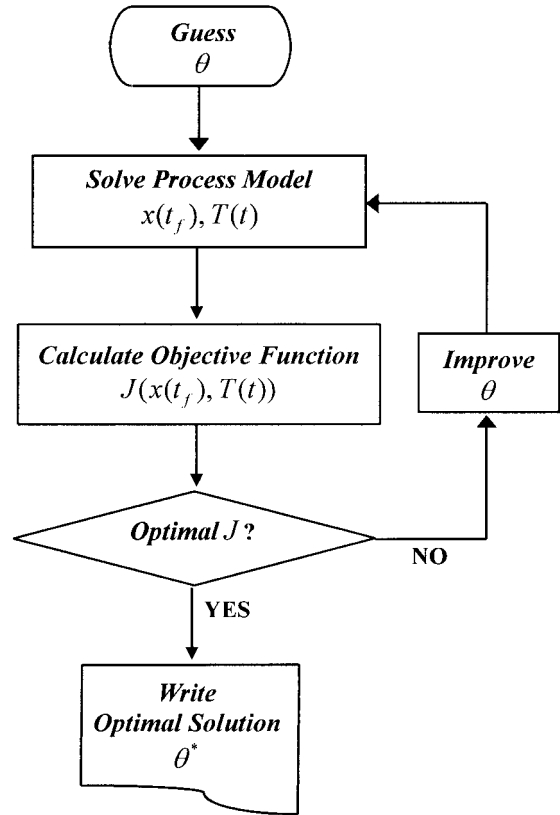 Guess
θ
Solve Process Model
x(t_f), T(t)
Calculate Objective Function
J(x(t_f), T(t))
Improve
θ
Optimal J ?
NO
YES
Write
Optimal Solution
θ*